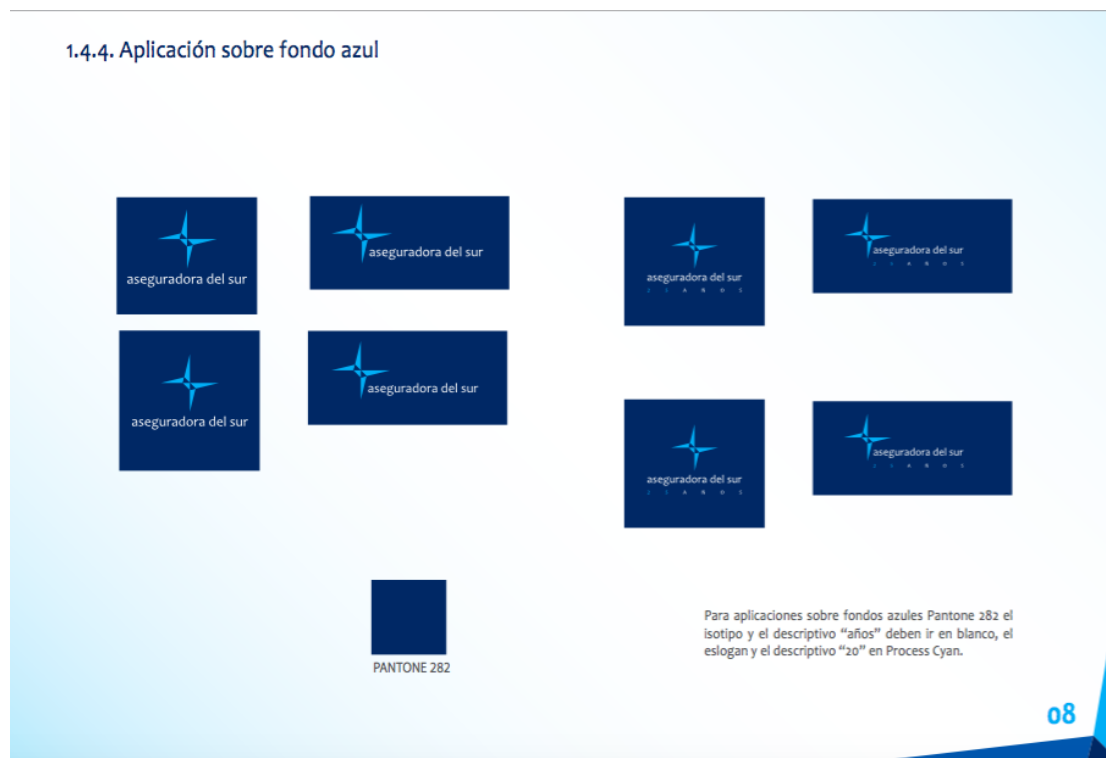 1.4.4. Aplicación sobre fondo azul
aseguradora del sur
aseguradora del sur
aseguradora del sur
A Ñ O S
aseguradora del sur
A Ñ O S
aseguradora del sur
aseguradora del sur
aseguradora del sur
A Ñ O S
aseguradora del sur
A Ñ O S
PANTONE 282
Para aplicaciones sobre fondos azules Pantone 282 el
isotipo y el descriptivo “años” deben ir en blanco, el
eslogan y el descriptivo “20” en Process Cyan.
08